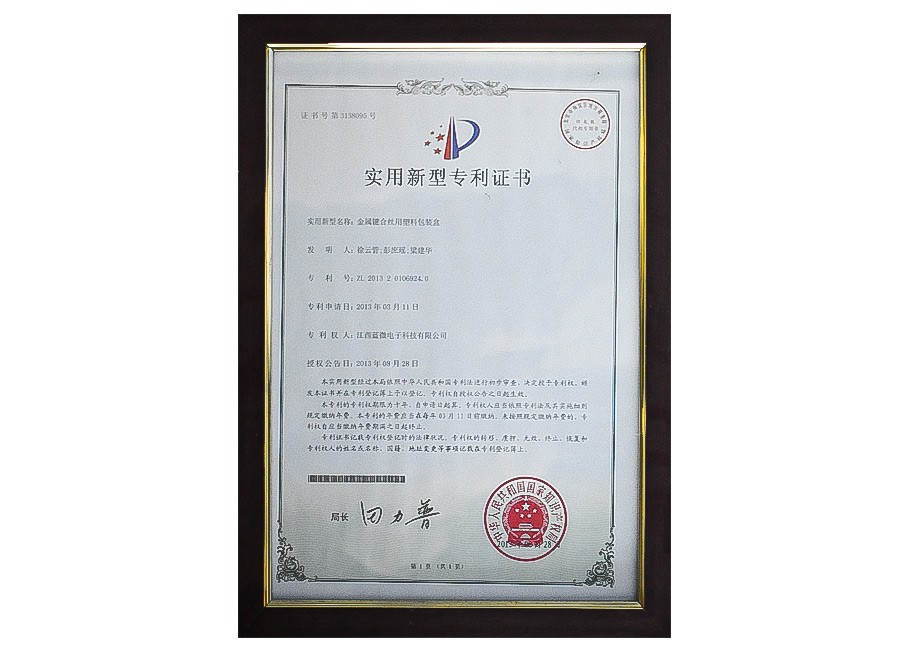 证书号第3138095号
实用新型专利证书
实用新型名称：金属键合丝用塑料包装盒
发 明 人：徐云管;彭庶瑶;梁建华
专 利 号：ZL 2013 2 0106924.0
专利申请日：2013年03月11日
专 利 权 人：江西蓝微电子科技有限公司
授权公告日：2013年08月28日
本实用新型经过本局依照中华人民共和国专利法进行初步审查，决定授予专利权，颁
发本证书并在专利登记簿上予以登记。专利权自授权公告之日起生效。
本专利的专利权期限为十年，自申请日起算。专利权人应当依照专利法及其实施细则
规定缴纳年费。本专利的年费应当在每年03月11日前缴纳。未按照规定缴纳年费的，专
利权自应当缴纳年费期满之日起终止。
专利证书记载专利权登记时的法律状况。专利权的转移、质押、无效、终止、恢复和
专利权人的姓名或名称、国籍、地址变更等事项记载在专利登记簿上。
局长 田力普
中华人民共和国国家知识产权局
2013年08月28日
第1页（共1页）